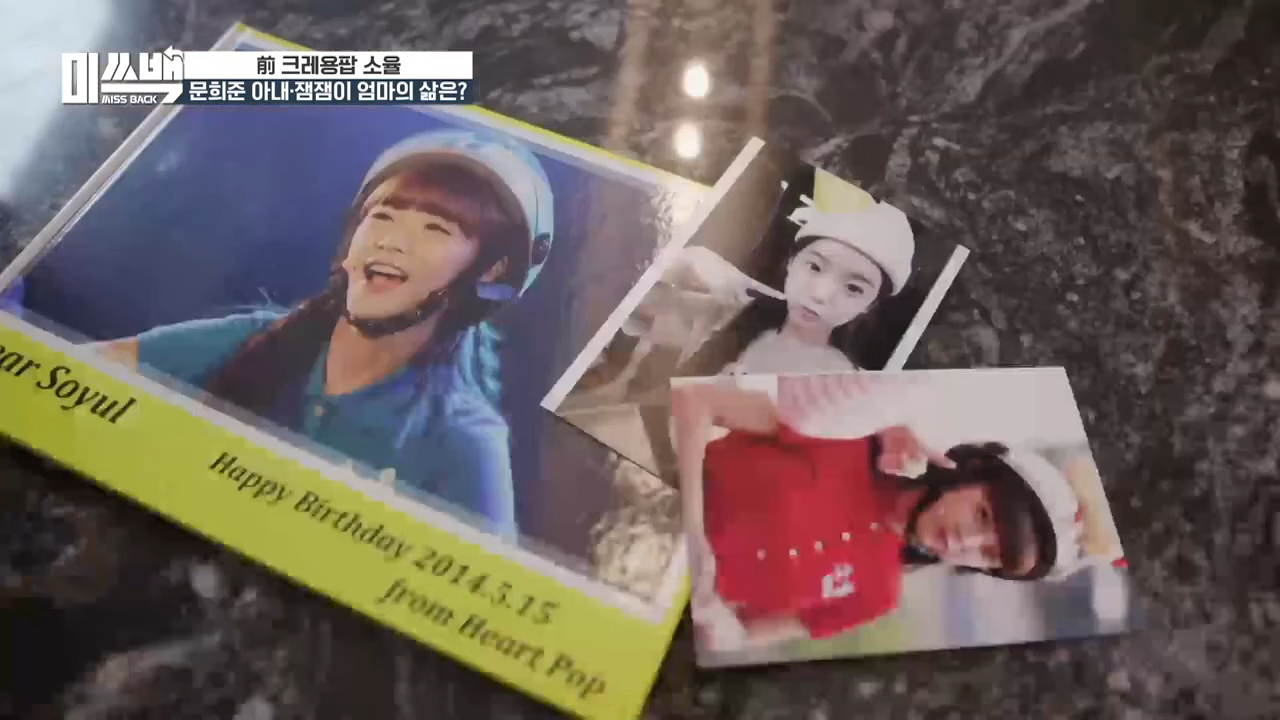 미쓰백
MISS BACK
前 크레용팝 소율
문희준 아내·잼잼이 엄마의 삶은?
ear Soyul
Happy Birthday 2014.5.15
from Heart Pop